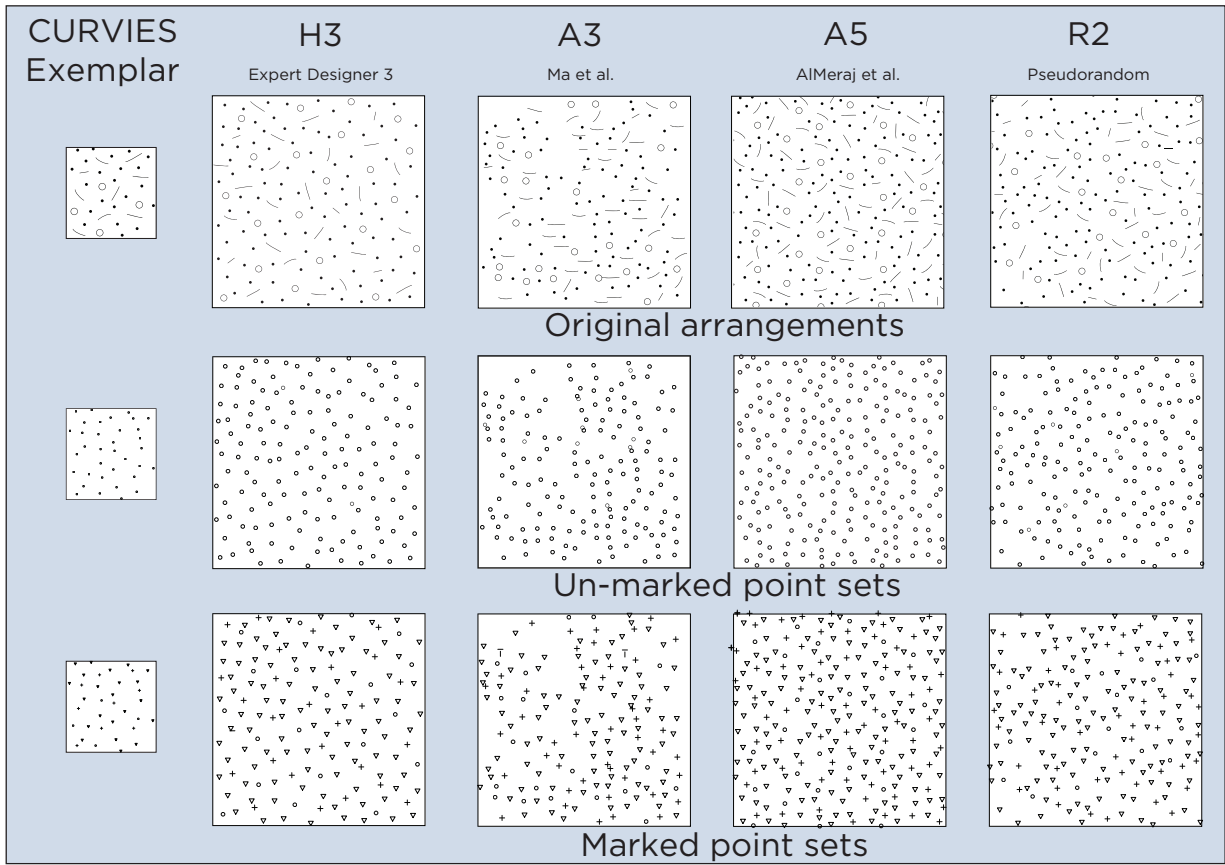 CURVIES
Exemplar
H3
A3
A5
R2
Expert Designer 3
Ma et al.
AlMeraj et al.
Pseudorandom
Original arrangements
Un-marked point sets
Marked point sets